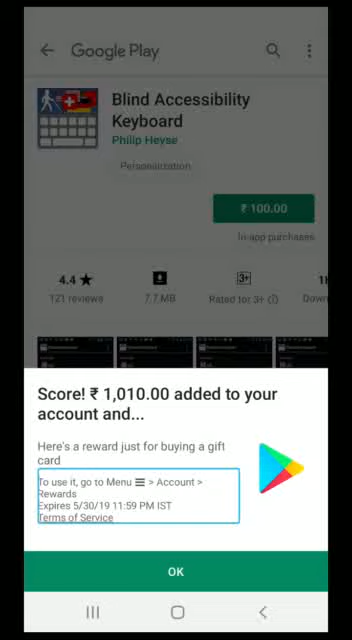 Google Play
Blind Accessibility
Keyboard
Philip Heyse
Personalization
₹ 100.00
In-app purchases
4.4 ★
3+
121 reviews
7.7 MB
Rated for 3+
Down
Score! ₹ 1,010.00 added to your
account and...
Here's a reward just for buying a gift
card
To use it, go to Menu ☰ > Account >
Rewards
Expires 5/30/19 11:59 PM IST
Terms of Service
OK